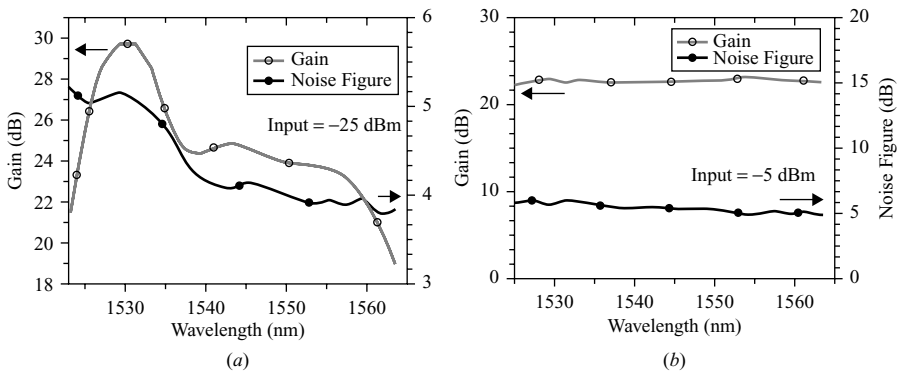 30
28
26
24
22
20
18
Gain (dB)
6
5
4
3
Gain
Noise Figure
Input = −25 dBm
1530
1540
1550
1560
Wavelength (nm)
(a)
30
20
10
0
Gain (dB)
20
15
10
5
0
Noise Figure (dB)
Gain
Noise Figure
Input = −5 dBm
1530
1540
1550
1560
Wavelength (nm)
(b)